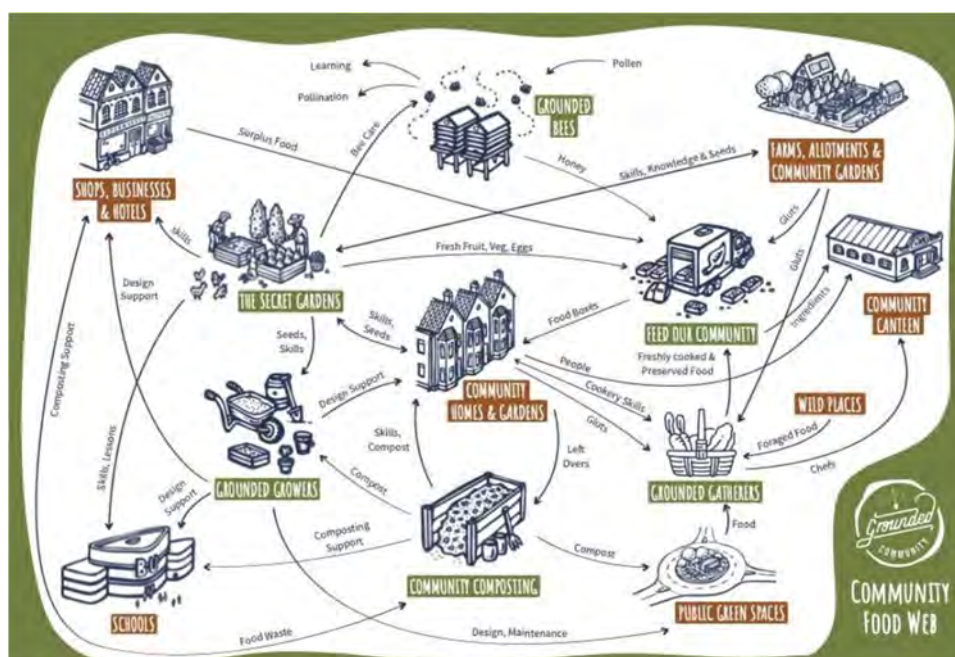 Learning
Pollination
Pollen
GROUNDED
BEES
Bee Care
Surplus Food
Honey
Skills, Knowledge & Seeds
FARMS, ALLOTMENTS &
COMMUNITY GARDENS
SHOPS, BUSINESSES
& HOTELS
skills
Gluts
Gluts
Fresh Fruit, Veg, Eggs
Design
Support
THE SECRET GARDENS
FEED OUR COMMUNITY
Ingredients
COMMUNITY
CANTEEN
Composting Support
Seeds,
Skills
Skills,
Seeds
Food Boxes
Freshly cooked &
Preserved Food
People
Design Support
COMMUNITY
HOMES & GARDENS
Cookery Skills
Gluts
WILD PLACES
Foraged Food
Skills, Lessons
Skills,
Compost
Left
Overs
Chefs
GROUNDED GROWERS
Compost
GROUNDED GATHERERS
Design
Support
Food
Composting
Support
Compost
COMMUNITY COMPOSTING
PUBLIC GREEN SPACES
SCHOOLS
Food Waste
Design, Maintenance
Grounded
COMMUNITY
COMMUNITY
FOOD WEB